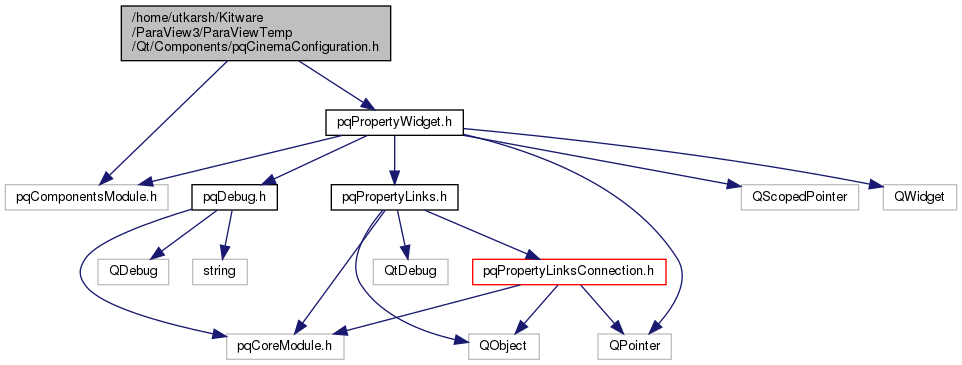 /home/utkarsh/Kitware
/ParaView3/ParaViewTemp
/Qt/Components/pqCinemaConfiguration.h
pqPropertyWidget.h
pqComponentsModule.h
pqDebug.h
pqPropertyLinks.h
QScopedPointer
QWidget
QDebug
string
QtDebug
pqPropertyLinksConnection.h
pqCoreModule.h
QObject
QPointer